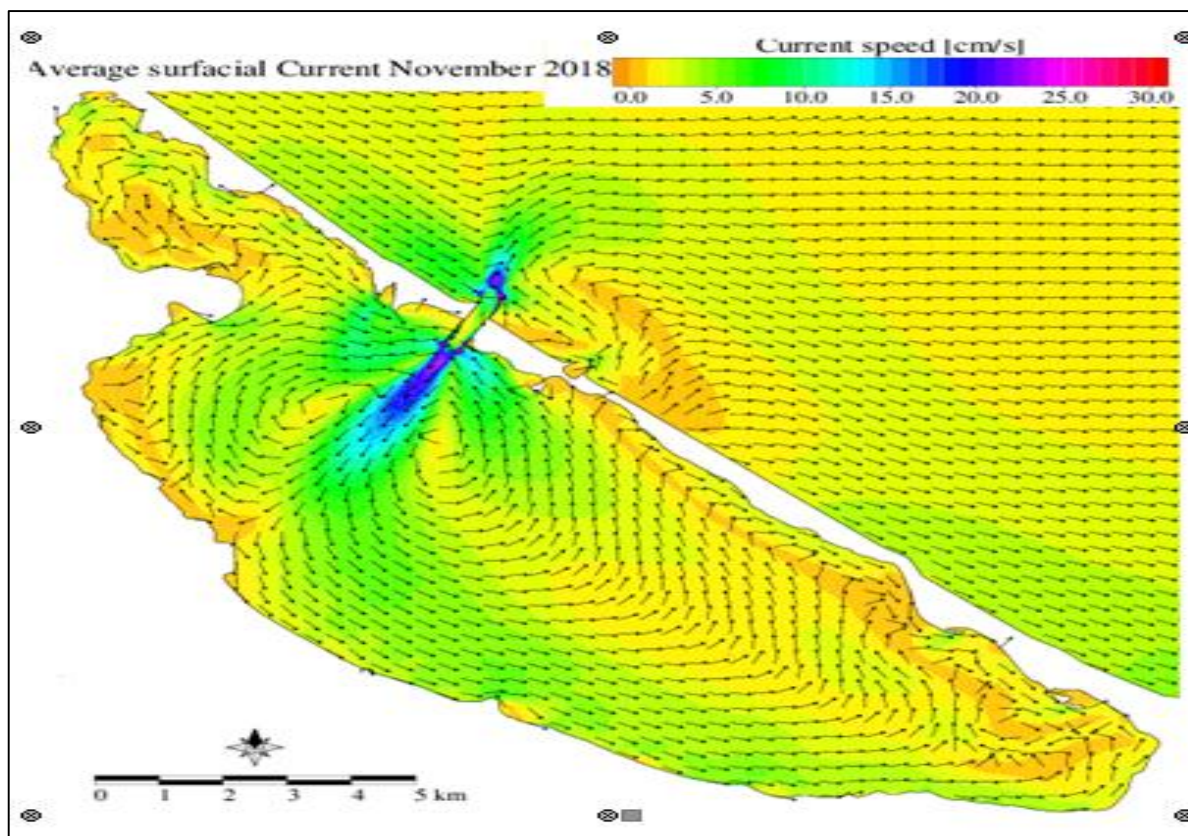 Current speed [cm/s]
Average surfacial Current November 2018
0.0 5.0 10.0 15.0 20.0 25.0 30.0
0 1 2 3 4 5 km